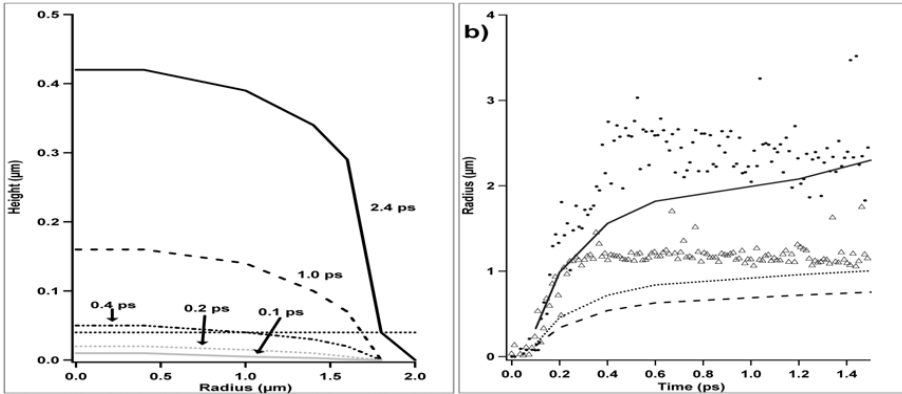 0.5
0.4
0.3
0.2
0.1
0.0
Height (μm)
2.4 ps
1.0 ps
0.4 ps
0.2 ps
0.1 ps
0.0
0.5
1.0
1.5
2.0
Radius (μm)
b)
4
3
2
1
0
Radius (μm)
0.0
0.2
0.4
0.6
0.8
1.0
1.2
1.4
Time (ps)